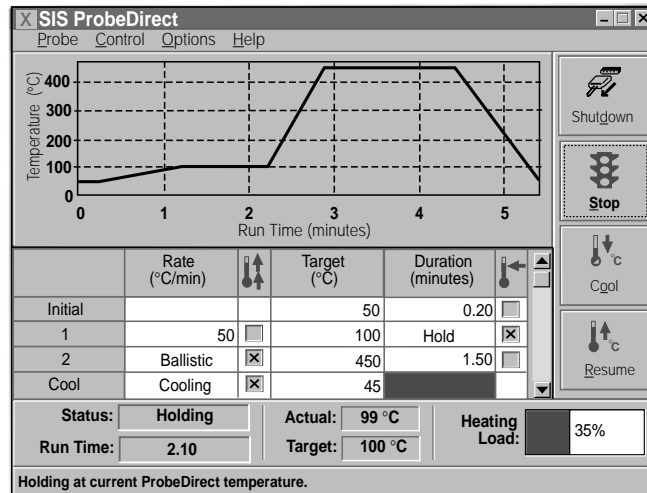 X SIS ProbeDirect
Probe Control Options Help
Temperature (°C)
400
300
200
100
0
0 1 2 3 4 5
Run Time (minutes)
Shutdown
Stop
°C
Cool
°C
Resume
Rate (°C/min) Target (°C) Duration (minutes)
Initial 50 0.20
1 50 100 Hold
2 Ballistic 450 1.50
Cool Cooling 45
Status: Holding
Run Time: 2.10
Actual: 99 °C
Target: 100 °C
Heating Load: 35%
Holding at current ProbeDirect temperature.